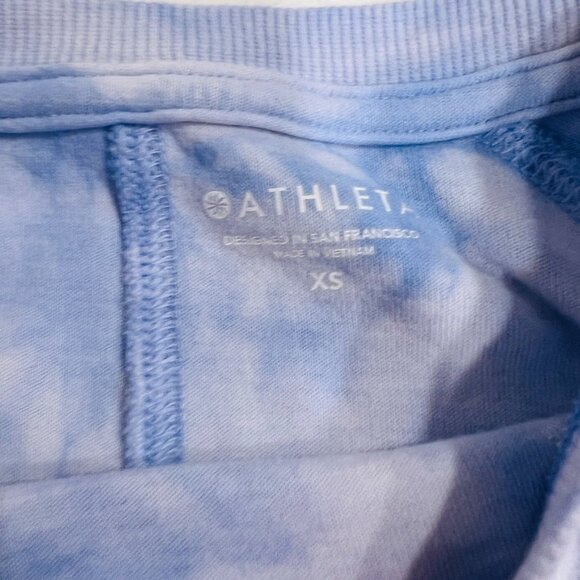 ATHLETA
DESIGNED IN SAN FRANCISCO
MADE IN VIETNAM
XS